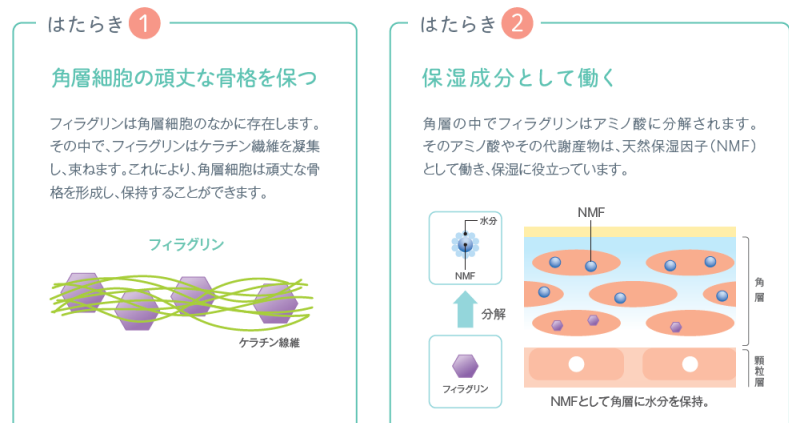 はたらき 1
角層細胞の頑丈な骨格を保つ
フィラグリンは角層細胞のなかに存在します。
その中で、フィラグリンはケラチン繊維を凝集
し、束ねます。これにより、角層細胞は頑丈な骨
格を形成し、保持することができます。
フィラグリン
ケラチン線維
はたらき 2
保湿成分として働く
角層の中でフィラグリンはアミノ酸に分解されます。
そのアミノ酸やその代謝産物は、天然保湿因子(NMF)
として働き、保湿に役立っています。
水分
NMF
分解
フィラグリン
NMF
角層
顆粒層
NMFとして角層に水分を保持。